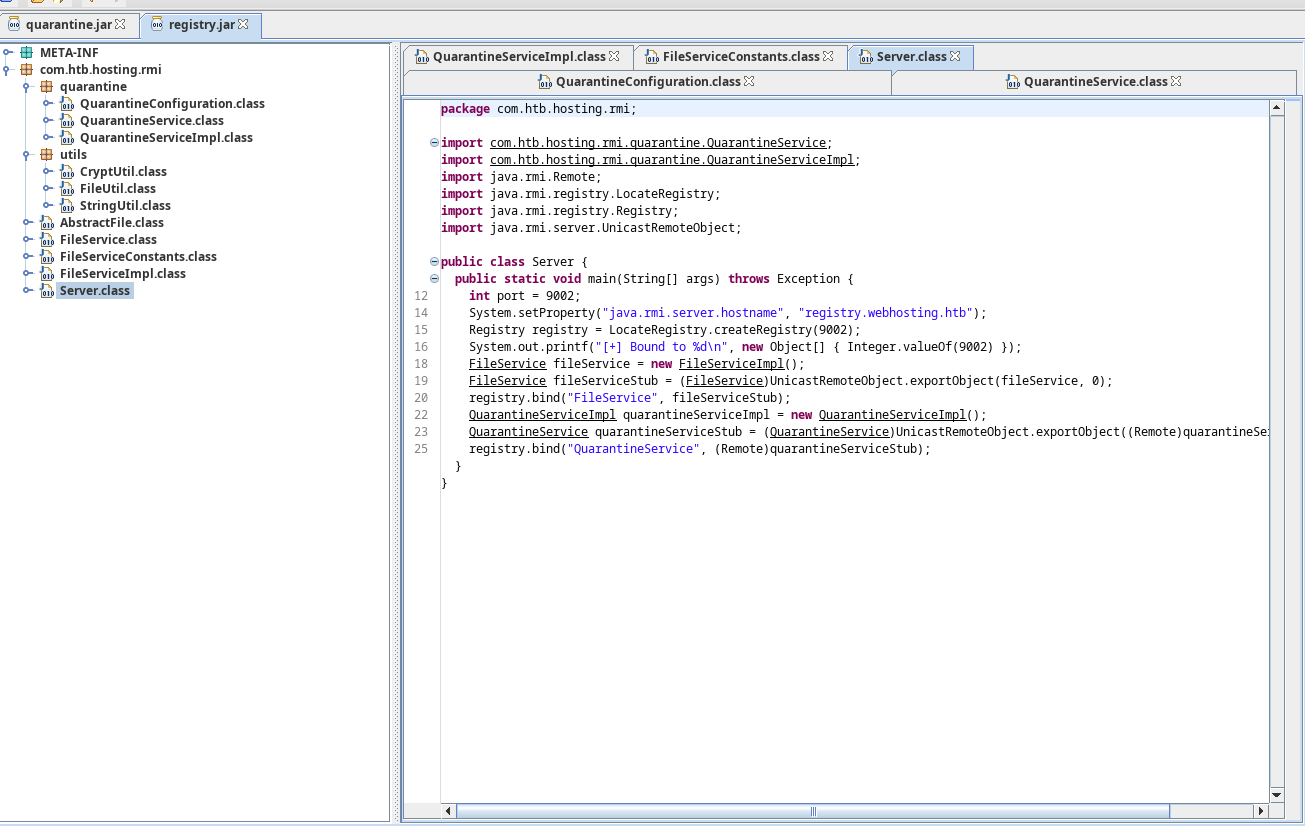 quarantine.jar
registry.jar
META-INF
com.htb.hosting.rmi
quarantine
QuarantineConfiguration.class
QuarantineService.class
QuarantineServiceImpl.class
utils
CryptUtil.class
FileUtil.class
StringUtil.class
AbstractFile.class
FileService.class
FileServiceConstants.class
FileServiceImpl.class
Server.class
QuarantineServiceImpl.class
FileServiceConstants.class
Server.class
QuarantineConfiguration.class
QuarantineService.class
package com.htb.hosting.rmi;
import com.htb.hosting.rmi.quarantine.QuarantineService;
import com.htb.hosting.rmi.quarantine.QuarantineServiceImpl;
import java.rmi.Remote;
import java.rmi.registry.LocateRegistry;
import java.rmi.registry.Registry;
import java.rmi.server.UnicastRemoteObject;
public class Server {
public static void main(String[] args) throws Exception {
12 int port = 9002;
14 System.setProperty("java.rmi.server.hostname", "registry.webhosting.htb");
15 Registry registry = LocateRegistry.createRegistry(9002);
16 System.out.printf("[+] Bound to %d\n", new Object[] { Integer.valueOf(9002) });
18 FileService fileService = new FileServiceImpl();
19 FileService fileServiceStub = (FileService)UnicastRemoteObject.exportObject(fileService, 0);
20 registry.bind("FileService", fileServiceStub);
22 QuarantineServiceImpl quarantineServiceImpl = new QuarantineServiceImpl();
23 QuarantineService quarantineServiceStub = (QuarantineService)UnicastRemoteObject.exportObject((Remote)quarantineSe
25 registry.bind("QuarantineService", (Remote)quarantineServiceStub);
}
}